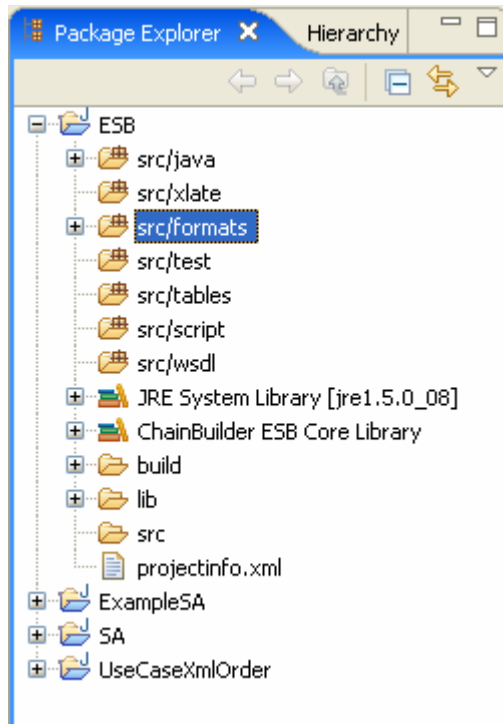 Package Explorer Hierarchy
ESB
src/java
src/xlate
src/formats
src/test
src/tables
src/script
src/wsdl
JRE System Library [jre1.5.0_08]
ChainBuilder ESB Core Library
build
lib
src
projectinfo.xml
ExampleSA
SA
UseCaseXmlOrder